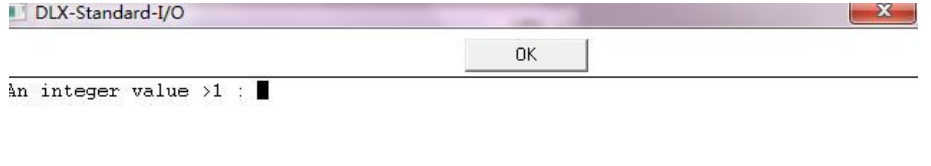 DLX-Standard-I/O
OK
An integer value >1 :